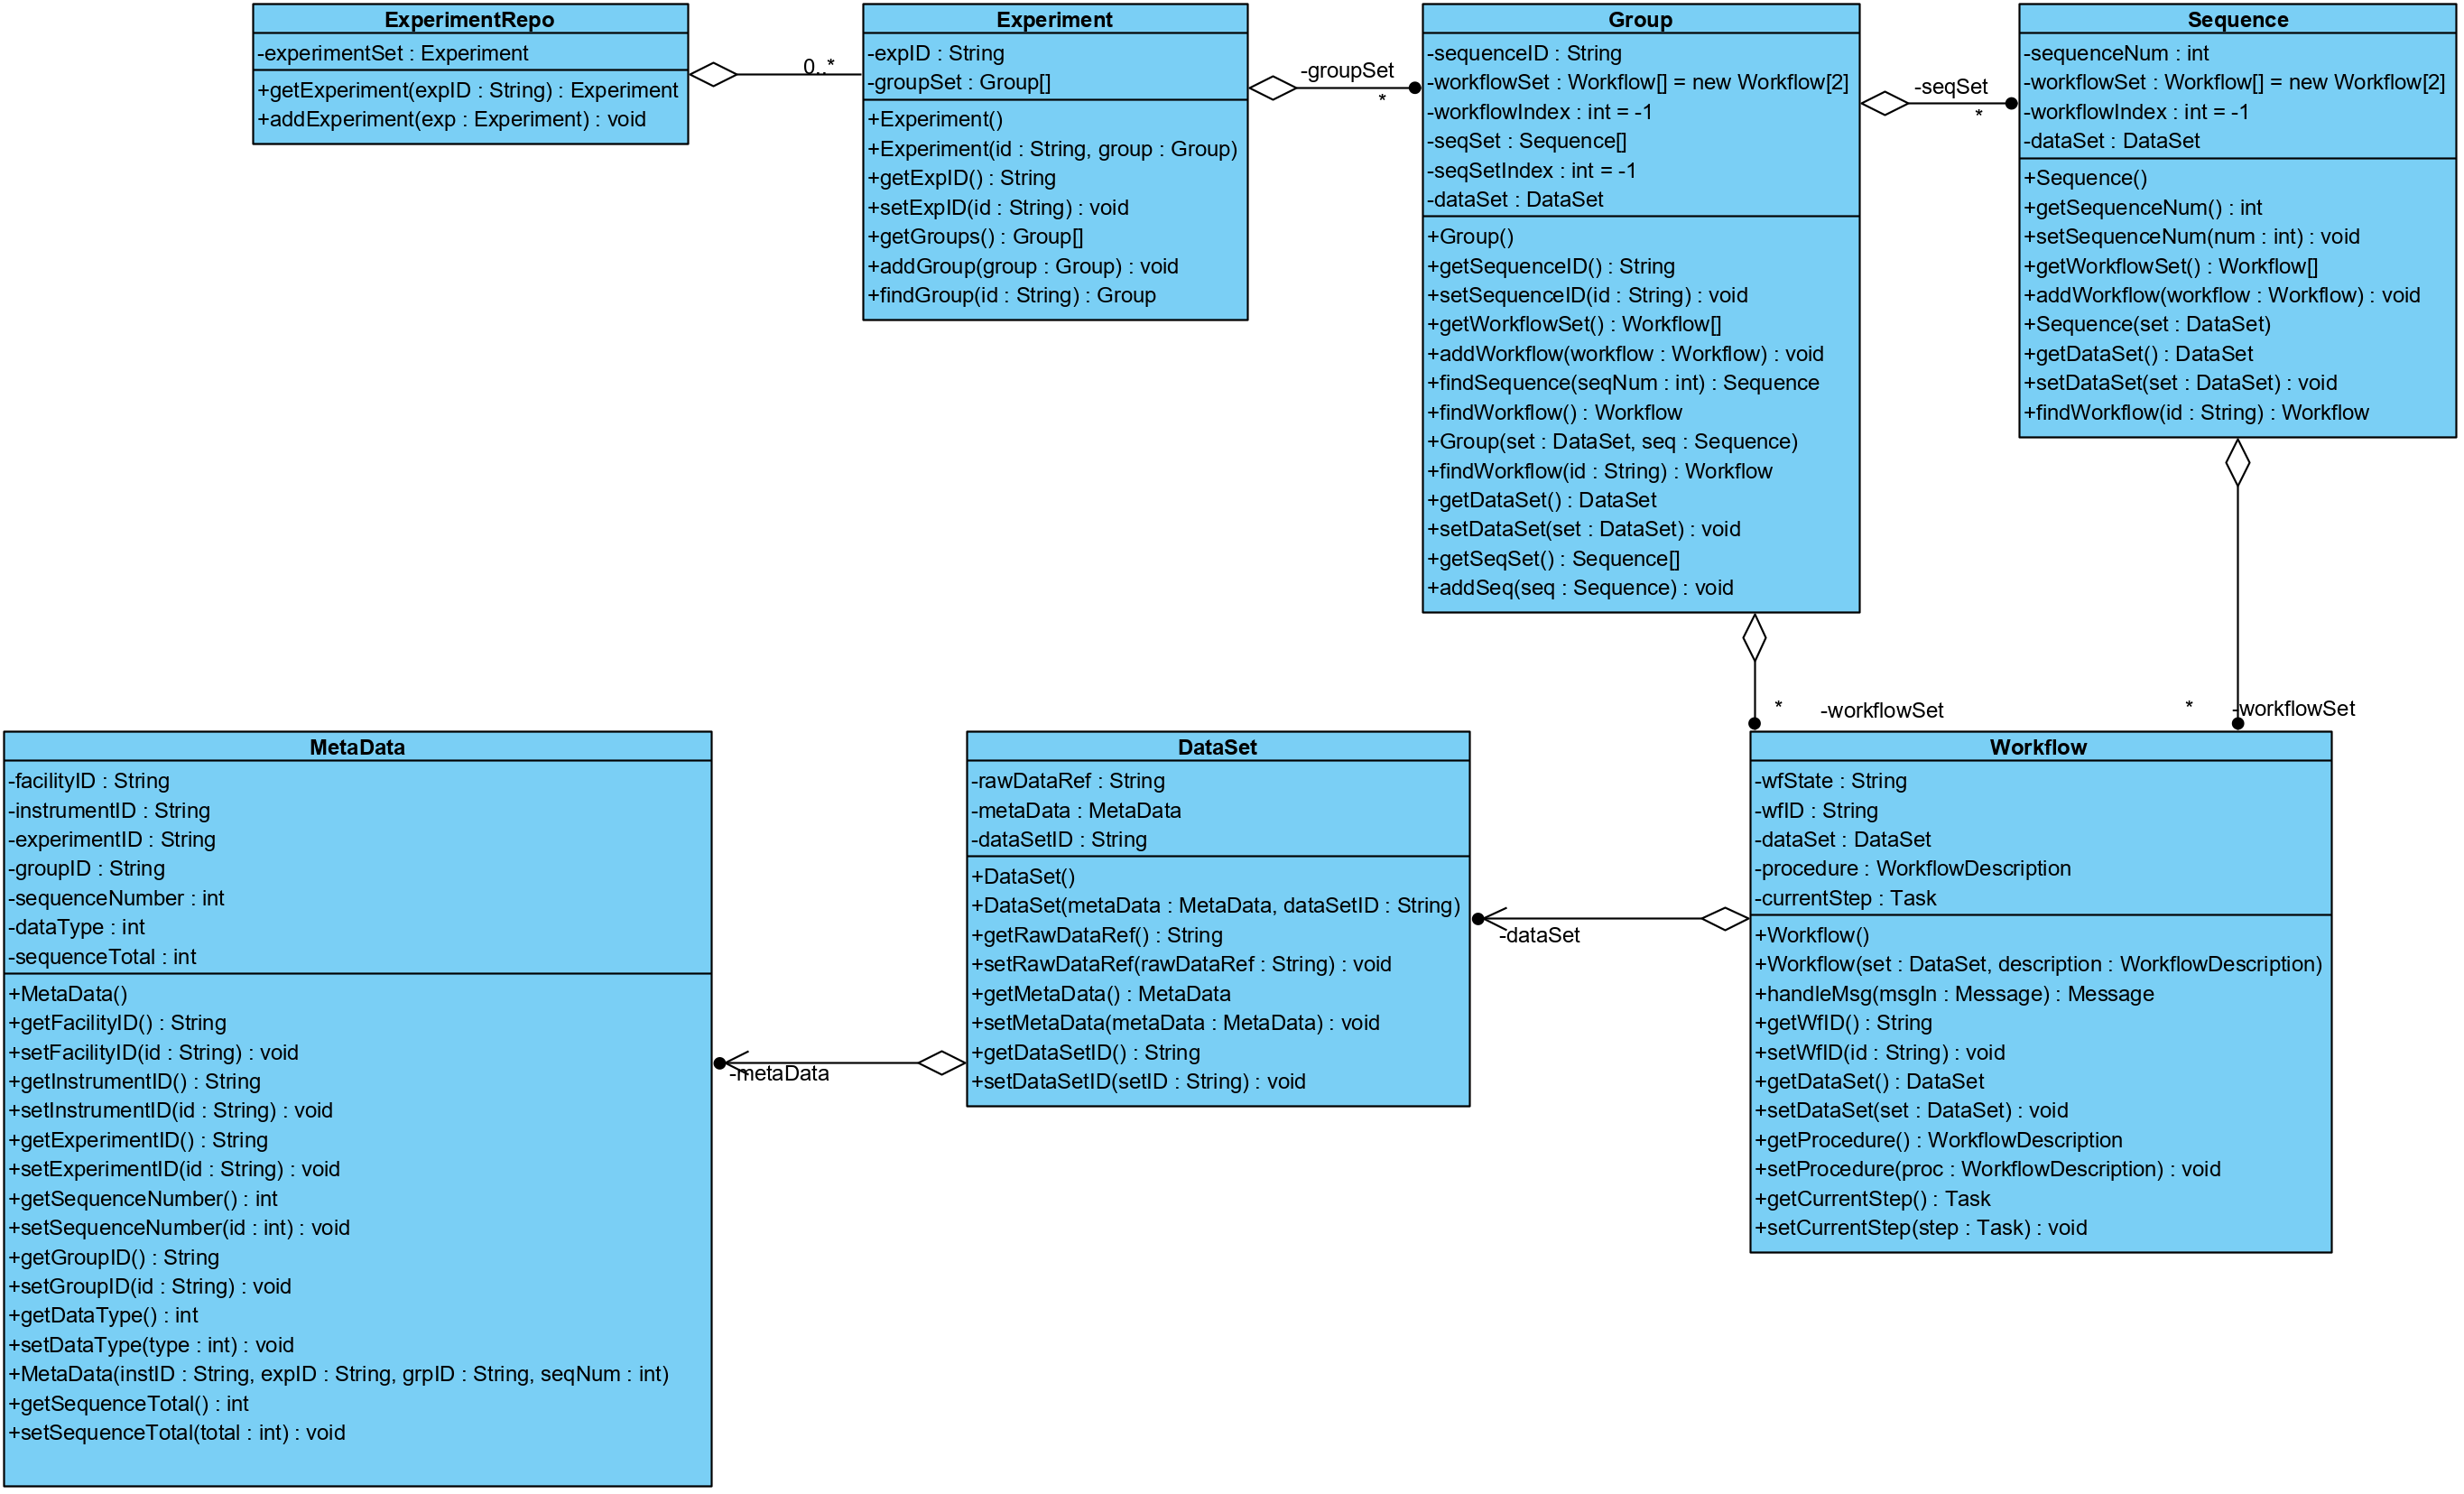 ExperimentRepo
-experimentSet : Experiment
+getExperiment(expID : String) : Experiment
+addExperiment(exp : Experiment) : void
0..*
Experiment
-expID : String
-groupSet : Group[]
+Experiment()
+Experiment(id : String, group : Group)
+getExpID() : String
+setExpID(id : String) : void
+getGroups() : Group[]
+addGroup(group : Group) : void
+findGroup(id : String) : Group
-groupSet
*
Group
-sequenceID : String
-workflowSet : Workflow[] = new Workflow[2]
-workflowIndex : int = -1
-seqSet : Sequence[]
-seqSetIndex : int = -1
-dataSet : DataSet
+Group()
+getSequenceID() : String
+setSequenceID(id : String) : void
+getWorkflowSet() : Workflow[]
+addWorkflow(workflow : Workflow) : void
+findSequence(seqNum : int) : Sequence
+findWorkflow() : Workflow
+Group(set : DataSet, seq : Sequence)
+findWorkflow(id : String) : Workflow
+getDataSet() : DataSet
+setDataSet(set : DataSet) : void
+getSeqSet() : Sequence[]
+addSeq(seq : Sequence) : void
-seqSet
*
Sequence
-sequenceNum : int
-workflowSet : Workflow[] = new Workflow[2]
-workflowIndex : int = -1
-dataSet : DataSet
+Sequence()
+getSequenceNum() : int
+setSequenceNum(num : int) : void
+getWorkflowSet() : Workflow[]
+addWorkflow(workflow : Workflow) : void
+Sequence(set : DataSet)
+getDataSet() : DataSet
+setDataSet(set : DataSet) : void
+findWorkflow(id : String) : Workflow
* -workflowSet
* -workflowSet
MetaData
-facilityID : String
-instrumentID : String
-experimentID : String
-groupID : String
-sequenceNumber : int
-dataType : int
-sequenceTotal : int
+MetaData()
+getFacilityID() : String
+setFacilityID(id : String) : void
+getInstrumentID() : String
+setInstrumentID(id : String) : void
+getExperimentID() : String
+setExperimentID(id : String) : void
+getSequenceNumber() : int
+setSequenceNumber(id : int) : void
+getGroupID() : String
+setGroupID(id : String) : void
+getDataType() : int
+setDataType(type : int) : void
+MetaData(instID : String, expID : String, grpID : String, seqNum : int)
+getSequenceTotal() : int
+setSequenceTotal(total : int) : void
-metaData
DataSet
-rawDataRef : String
-metaData : MetaData
-dataSetID : String
+DataSet()
+DataSet(metaData : MetaData, dataSetID : String)
+getRawDataRef() : String
+setRawDataRef(rawDataRef : String) : void
+getMetaData() : MetaData
+setMetaData(metaData : MetaData) : void
+getDataSetID() : String
+setDataSetID(setID : String) : void
-dataSet
Workflow
-wfState : String
-wfID : String
-dataSet : DataSet
-procedure : WorkflowDescription
-currentStep : Task
+Workflow()
+Workflow(set : DataSet, description : WorkflowDescription)
+handleMsg(msgIn : Message) : Message
+getWfID() : String
+setWfID(id : String) : void
+getDataSet() : DataSet
+setDataSet(set : DataSet) : void
+getProcedure() : WorkflowDescription
+setProcedure(proc : WorkflowDescription) : void
+getCurrentStep() : Task
+setCurrentStep(step : Task) : void